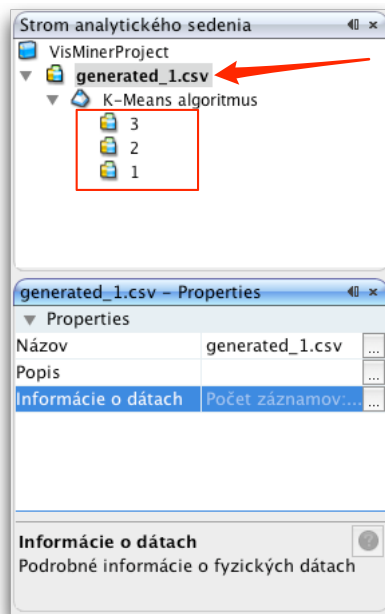 Strom analytického sedenia
VisMinerProject
generated_1.csv
K-Means algoritmus
3
2
1
generated_1.csv – Properties
Properties
Názov generated_1.csv ...
Popis ...
Informácie o dátach Počet záznamov:... ...
Informácie o dátach ?
Podrobné informácie o fyzických dátach